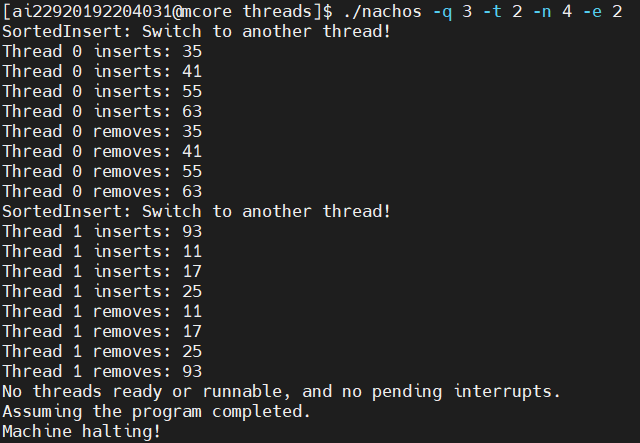 [ai22920192204031@mcore threads]$ ./nachos -q 3 -t 2 -n 4 -e 2
SortedInsert: Switch to another thread!
Thread 0 inserts: 35
Thread 0 inserts: 41
Thread 0 inserts: 55
Thread 0 inserts: 63
Thread 0 removes: 35
Thread 0 removes: 41
Thread 0 removes: 55
Thread 0 removes: 63
SortedInsert: Switch to another thread!
Thread 1 inserts: 93
Thread 1 inserts: 11
Thread 1 inserts: 17
Thread 1 inserts: 25
Thread 1 removes: 11
Thread 1 removes: 17
Thread 1 removes: 25
Thread 1 removes: 93
No threads ready or runnable, and no pending interrupts.
Assuming the program completed.
Machine halting!